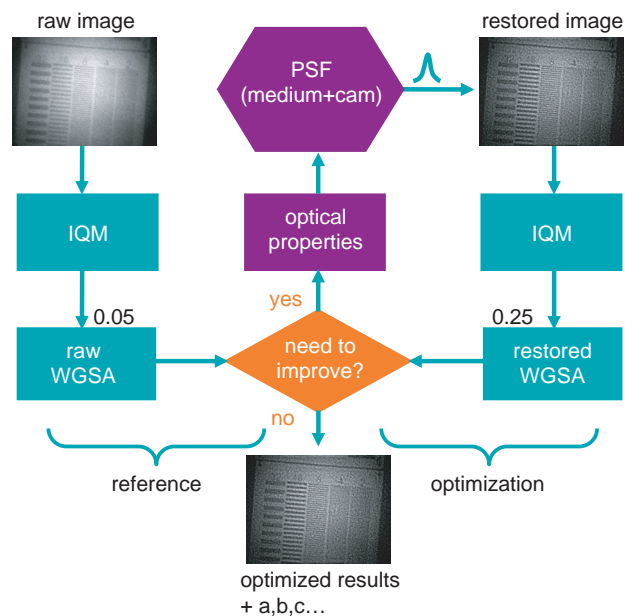 raw image
restored image
PSF
(medium+cam)
IQM
optical
properties
IQM
yes
0.05
0.25
raw
WGSA
need to
improve?
restored
WGSA
no
reference
optimization
optimized results
+ a,b,c...